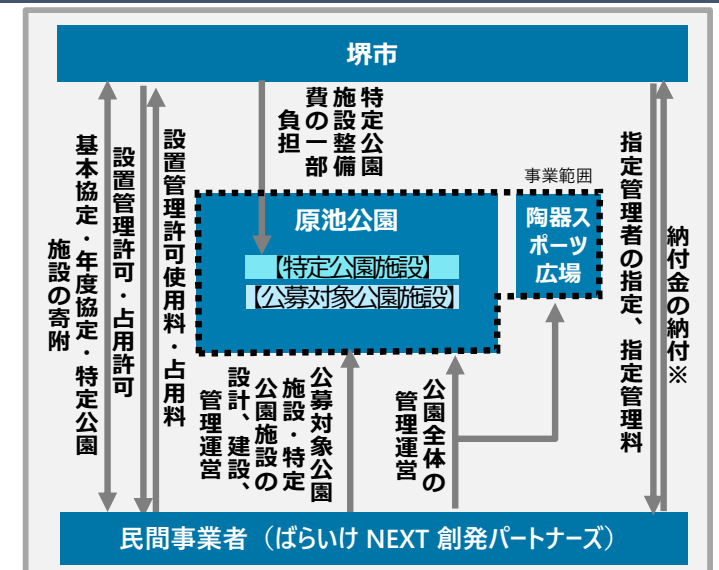 堺市
基本協定・年度協定・特定公園
施設の寄附
設置管理許可・占用許可
設置管理許可使用料・占用料
特定公園
施設整備
費の一部
負担
事業範囲
原池公園
【特定公園施設】
【公募対象公園施設】
陶器ス
ポーツ
広場
公募対象公園
施設・特定
公園施設の
設計、建設、
管理運営
公園全体の
管理運営
指定管理者の指定、指定管理料
納付金の納付※
民間事業者（ばらいけ NEXT 創発パートナーズ）